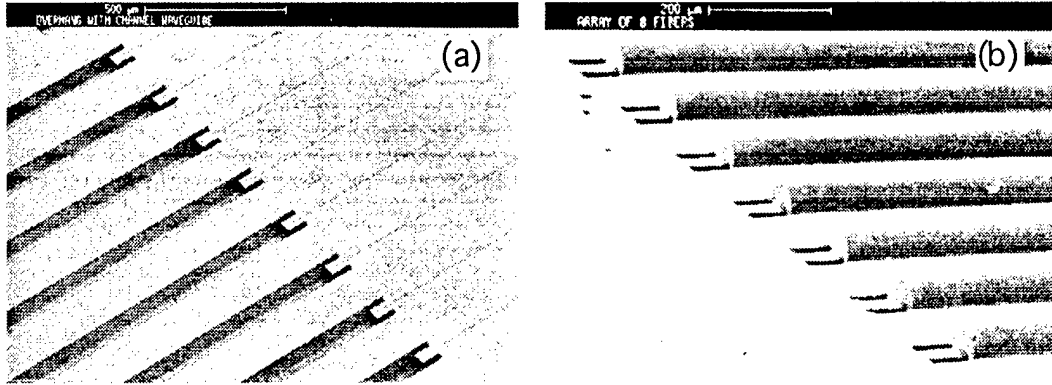 500 µm
OVERHANG WITH CHANNEL WAVEGUIDE
(a)
200 µm
ARRAY OF 8 FIBERS
(b)